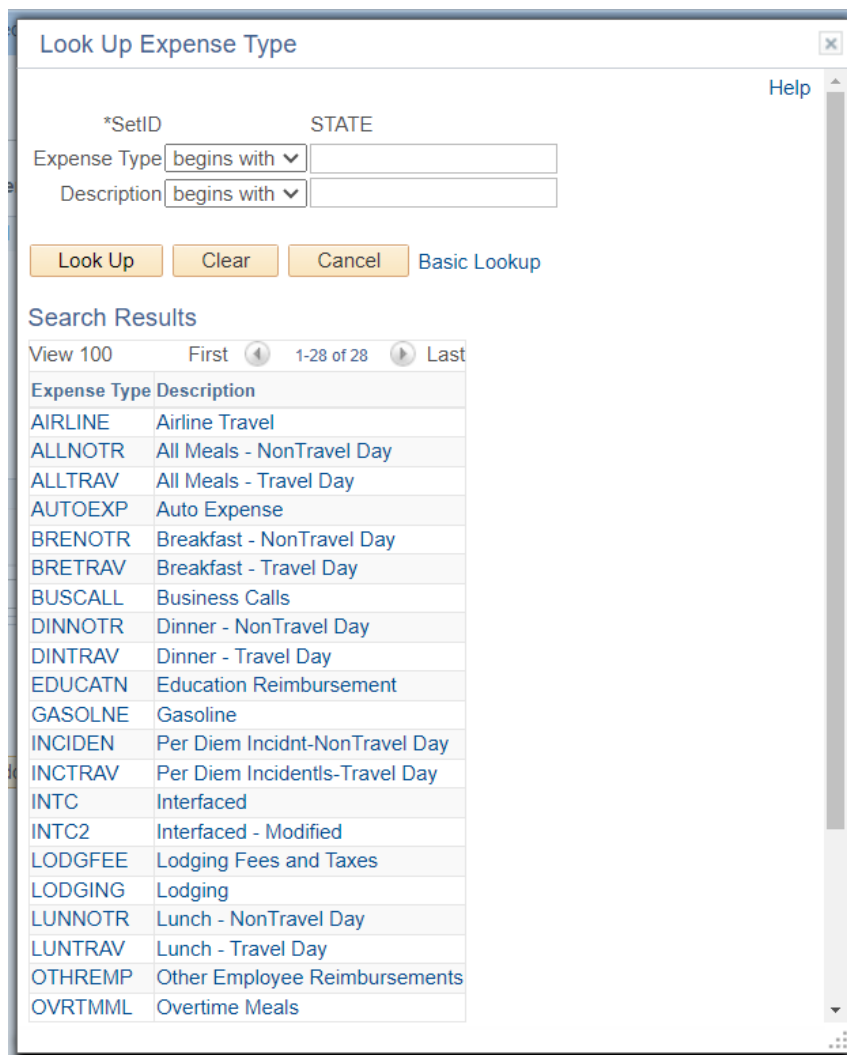 Look Up Expense Type
Help
*SetID STATE
Expense Type begins with
Description begins with
Look Up Clear Cancel Basic Lookup
Search Results
View 100 First 1-28 of 28 Last
Expense Type Description
AIRLINE Airline Travel
ALLNOTR All Meals - NonTravel Day
ALLTRAV All Meals - Travel Day
AUTOEXP Auto Expense
BRENOTR Breakfast - NonTravel Day
BRETRAV Breakfast - Travel Day
BUSCALL Business Calls
DINNOTR Dinner - NonTravel Day
DINTRAV Dinner - Travel Day
EDUCATN Education Reimbursement
GASOLNE Gasoline
INCIDEN Per Diem Incidnt-NonTravel Day
INCTRAV Per Diem Incidentls-Travel Day
INTC Interfaced
INTC2 Interfaced - Modified
LODGFEE Lodging Fees and Taxes
LODGING Lodging
LUNNOTR Lunch - NonTravel Day
LUNTRAV Lunch - Travel Day
OTHREMP Other Employee Reimbursements
OVRTMML Overtime Meals